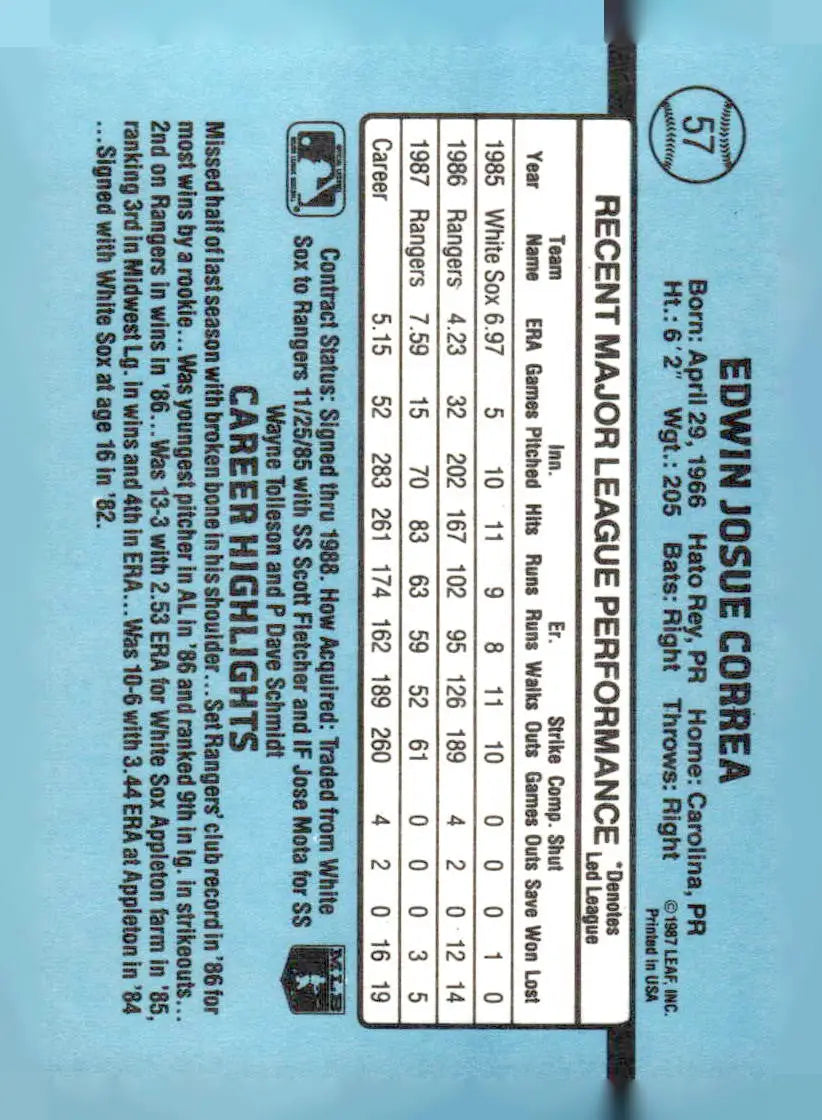 57
EDWIN JOSUE CORREA
Born: April 29, 1966 Hato Rey, PR Home: Carolina, PR
Ht.: 6'2" Wgt.: 205 Bats: Right Throws: Right
©1987 LEAF, INC.
Printed in USA
RECENT MAJOR LEAGUE PERFORMANCE *Denotes
Led League
Team Inn. Er. Strike Comp. Shut
Year Name ERA Games Pitched Hits Runs Runs Walks Outs Games Outs Save Won Lost
1985 White Sox 6.97 5 10 11 9 8 11 10 0 0 0 1 0
1986 Rangers 4.23 32 202 167 102 95 126 189 4 2 0 12 14
1987 Rangers 7.59 15 70 83 63 59 52 61 0 0 0 3 5
Career 5.15 52 283 261 174 162 189 260 4 2 0 16 19
Contract Status: Signed thru 1988. How Acquired: Traded from White
Sox to Rangers 11/25/85 with SS Scott Fletcher and IF Jose Mota for SS
Wayne Tolleson and P Dave Schmidt
MLB
CAREER HIGHLIGHTS
Missed half of last season with broken bone in his shoulder... Set Rangers' club record in '86 for
most wins by a rookie... Was youngest pitcher in AL in '86 and ranked 9th in lg. in strikeouts...
2nd on Rangers in wins in '86... Was 13-3 with 2.53 ERA for White Sox Appleton farm in '85,
ranking 3rd in Midwest Lg. in wins and 4th in ERA... Was 10-6 with 3.44 ERA at Appleton in '84
...Signed with White Sox at age 16 in '82.